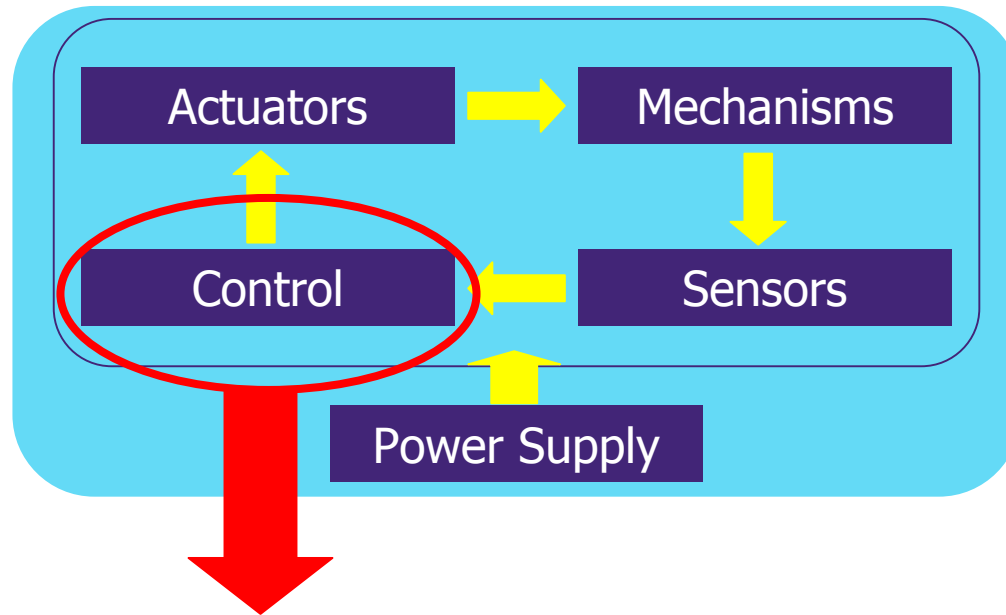 Actuators
Mechanisms
Control
Sensors
Power Supply